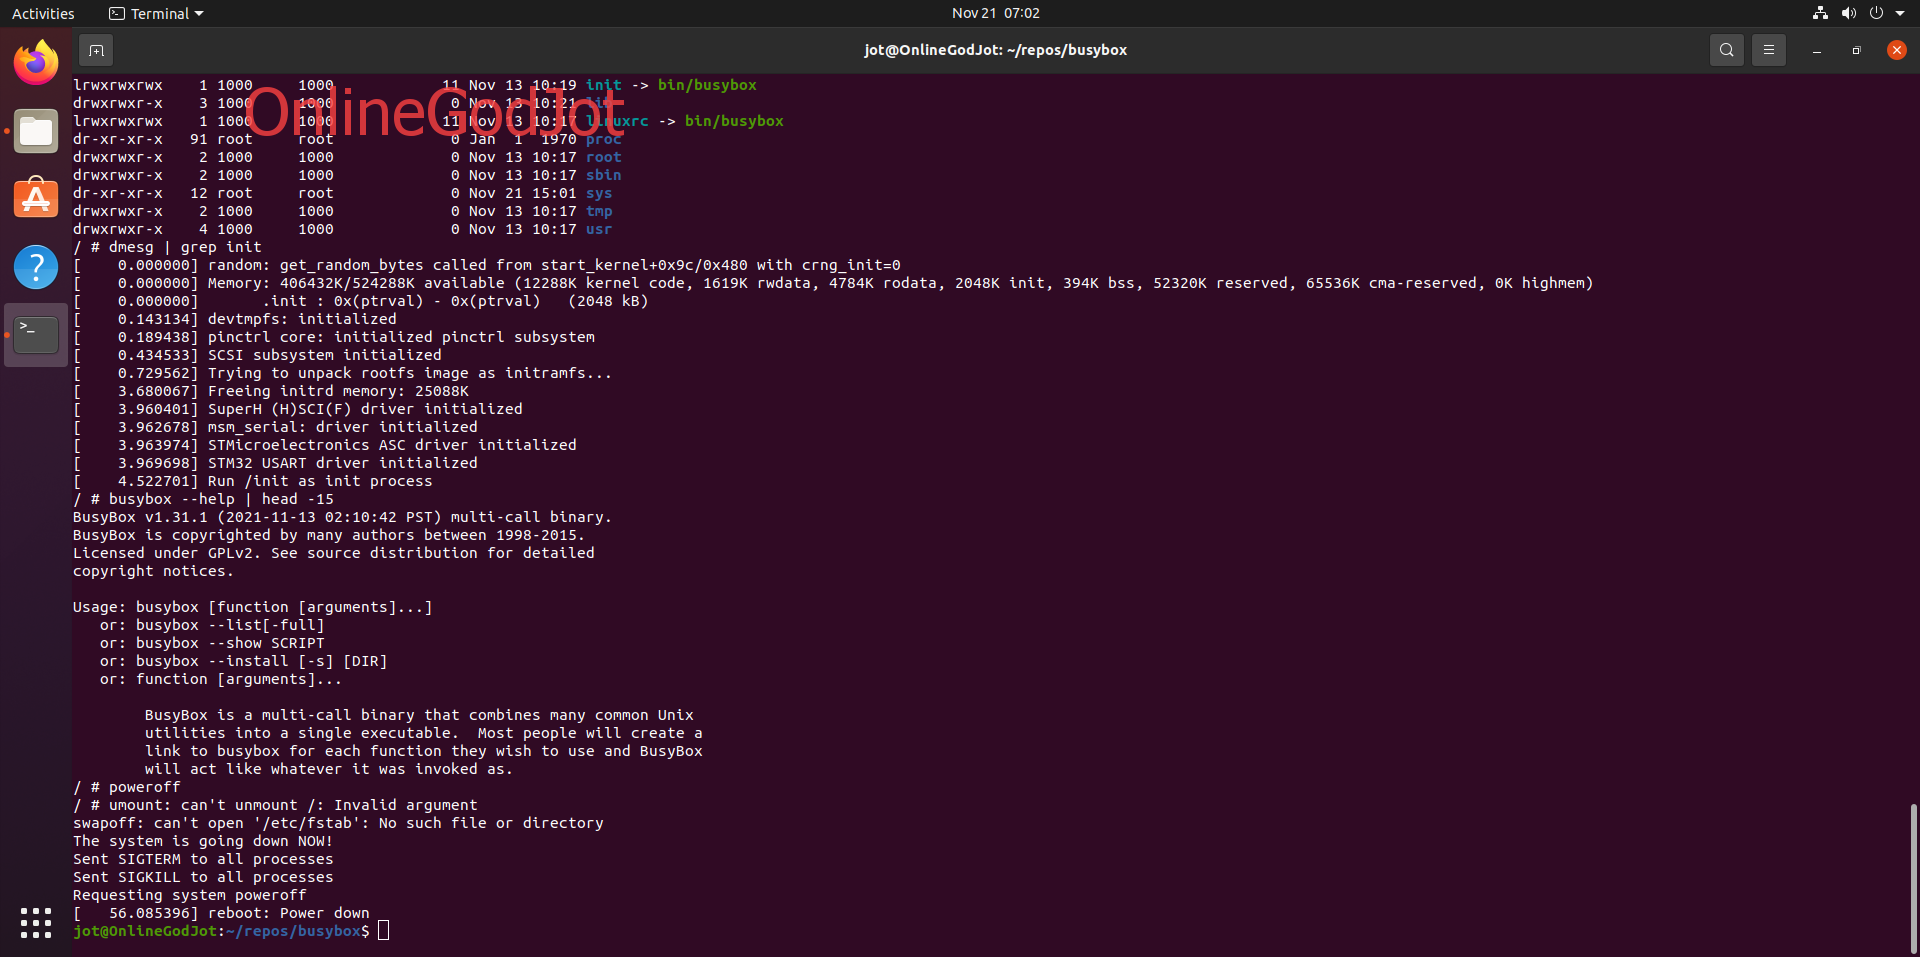 Activities Terminal Nov 21 07:02
jot@OnlineGodJot: ~/repos/busybox
lrwxrwxrwx 1 1000 1000 11 Nov 13 10:19 init -> bin/busybox
OnlineGodJot
drwxrwxr-x 3 1000 1000 0 Nov 13 10:21 lib
lrwxrwxrwx 1 1000 1000 11 Nov 13 10:17 linuxrc -> bin/busybox
dr-xr-xr-x 91 root root 0 Jan 1 1970 proc
drwxrwxr-x 2 1000 1000 0 Nov 13 10:17 root
drwxrwxr-x 2 1000 1000 0 Nov 13 10:17 sbin
dr-xr-xr-x 12 root root 0 Nov 21 15:01 sys
drwxrwxr-x 2 1000 1000 0 Nov 13 10:17 tmp
drwxrwxr-x 4 1000 1000 0 Nov 13 10:17 usr
/ # dmesg | grep init
[ 0.000000] random: get_random_bytes called from start_kernel+0x9c/0x480 with crng_init=0
[ 0.000000] Memory: 406432K/524288K available (12288K kernel code, 1619K rwdata, 4784K rodata, 2048K init, 394K bss, 52320K reserved, 65536K cma-reserved, 0K highmem)
[ 0.000000] .init : 0x(ptrval) - 0x(ptrval) (2048 kB)
[ 0.143134] devtmpfs: initialized
[ 0.189438] pinctrl core: initialized pinctrl subsystem
[ 0.434533] SCSI subsystem initialized
[ 0.729562] Trying to unpack rootfs image as initramfs...
[ 3.680067] Freeing initrd memory: 25088K
[ 3.960401] SuperH (H)SCI(F) driver initialized
[ 3.962678] msm_serial: driver initialized
[ 3.963974] STMicroelectronics ASC driver initialized
[ 3.969698] STM32 USART driver initialized
[ 4.522701] Run /init as init process
/ # busybox --help | head -15
BusyBox v1.31.1 (2021-11-13 02:10:42 PST) multi-call binary.
BusyBox is copyrighted by many authors between 1998-2015.
Licensed under GPLv2. See source distribution for detailed
copyright notices.
Usage: busybox [function [arguments]...]
or: busybox --list[-full]
or: busybox --show SCRIPT
or: busybox --install [-s] [DIR]
or: function [arguments]...
BusyBox is a multi-call binary that combines many common Unix
utilities into a single executable. Most people will create a
link to busybox for each function they wish to use and BusyBox
will act like whatever it was invoked as.
/ # poweroff
/ # umount: can't unmount /: Invalid argument
swapoff: can't open '/etc/fstab': No such file or directory
The system is going down NOW!
Sent SIGTERM to all processes
Sent SIGKILL to all processes
Requesting system poweroff
[ 56.085396] reboot: Power down
jot@OnlineGodJot:~/repos/busybox$